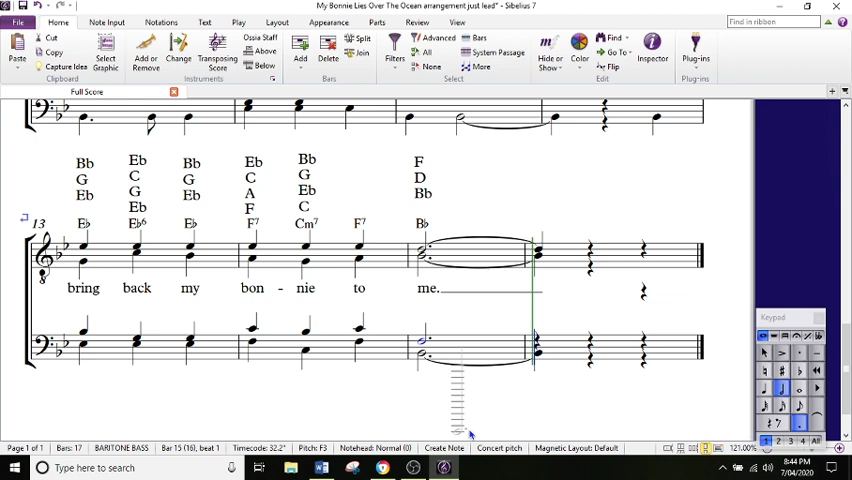 My Bonnie Lies Over The Ocean arrangement just lead* - Sibelius 7
File Home Note Input Notations Text Play Layout Appearance Parts Review View Find in ribbon
Paste Cut Copy Capture Idea Select Graphic Clipboard
Add or Remove Change Transposing Score Ossia Staff Above Below Instruments
Add Delete Split Join Bars
Filters Advanced All None Bars System Passage More Select
Hide or Show Color Find Go To Flip Inspector Edit
Plug-ins Plug-ins
Full Score
Bb Eb Bb Eb Bb F
G C G C G D
Eb G Eb A Eb Bb
Eb F C
13 E♭ E♭6 E♭ F7 Cm7 F7 B♭
8
bring back my bon - nie to me.
Keypad
1 2 3 4 All
Page 1 of 1 Bars: 17 BARITONE BASS Bar 15 (bar 15), beat 1 Timecode: 32.2" Pitch: F3 Notehead: Normal (0) Create Note Concert pitch Magnetic Layout: Default 121.00%
Type here to search 8:44 PM
7/04/2020